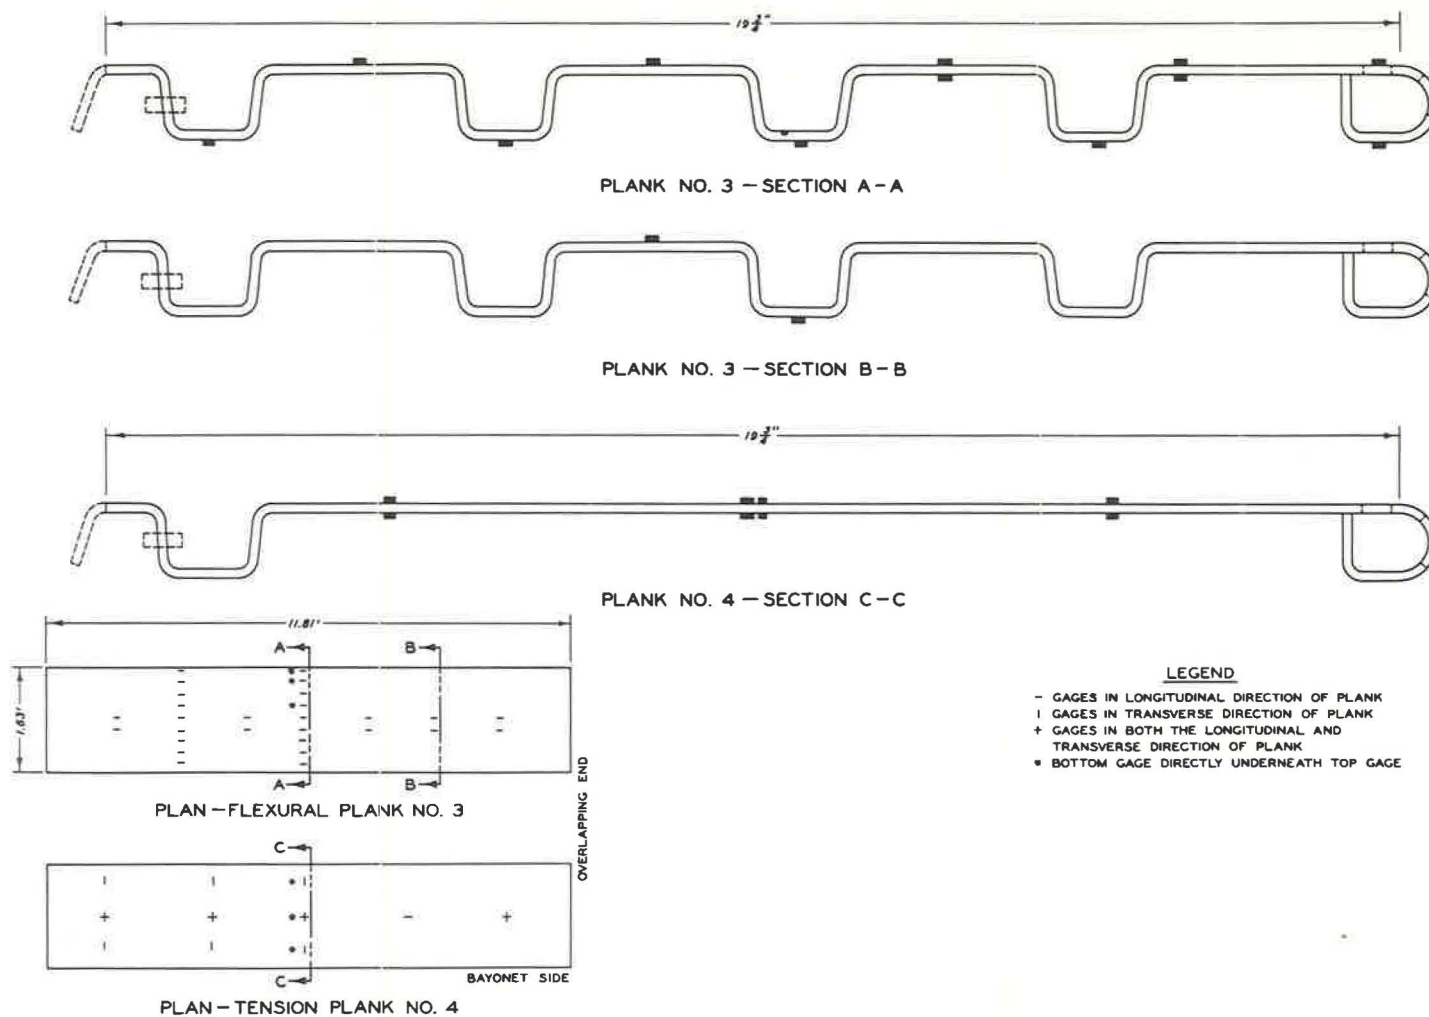 19 3/4"
PLANK NO. 3 — SECTION A-A
PLANK NO. 3 — SECTION B-B
19 3/4"
PLANK NO. 4 — SECTION C-C
11.81'
A
B
1.63'
A
B
PLAN — FLEXURAL PLANK NO. 3
OVERLAPPING END
C
C
BAYONET SIDE
PLAN — TENSION PLANK NO. 4
LEGEND
- GAGES IN LONGITUDINAL DIRECTION OF PLANK
| GAGES IN TRANSVERSE DIRECTION OF PLANK
+ GAGES IN BOTH THE LONGITUDINAL AND
TRANSVERSE DIRECTION OF PLANK
• BOTTOM GAGE DIRECTLY UNDERNEATH TOP GAGE